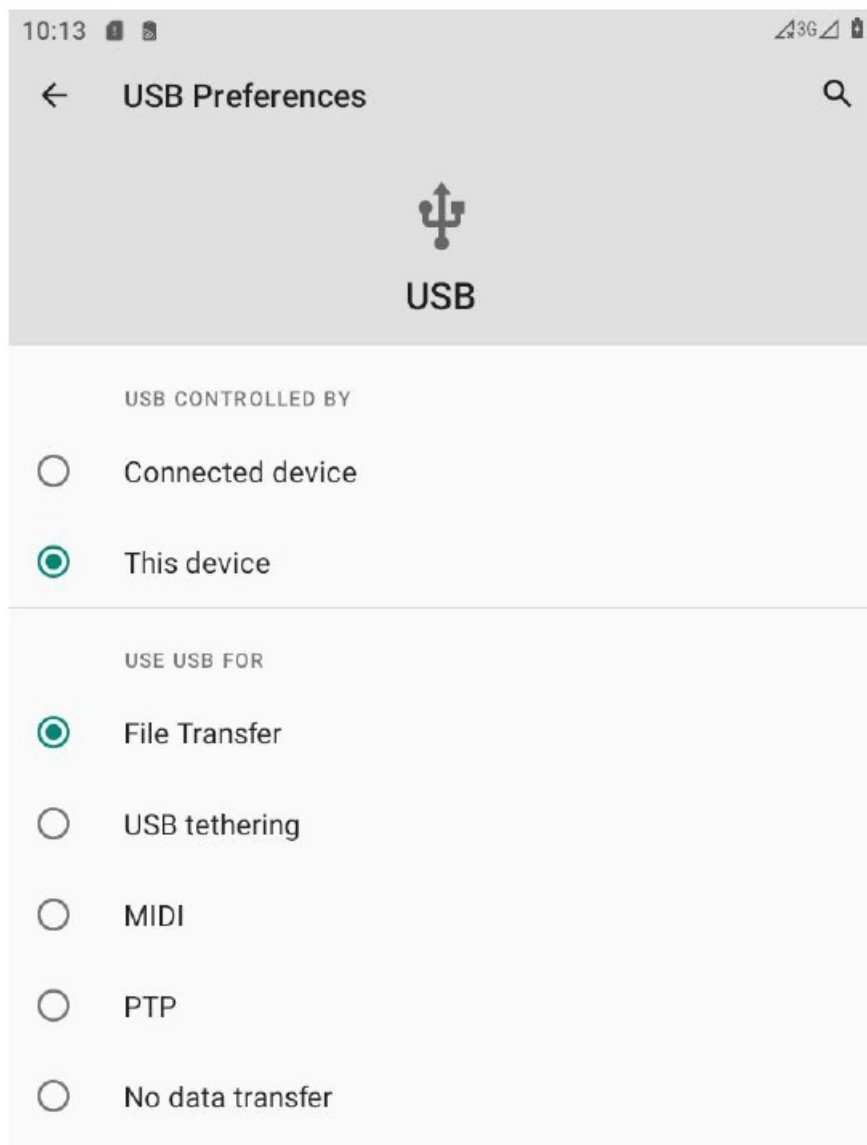 10:13
3G
USB Preferences
USB
USB CONTROLLED BY
Connected device
This device
USE USB FOR
File Transfer
USB tethering
MIDI
PTP
No data transfer